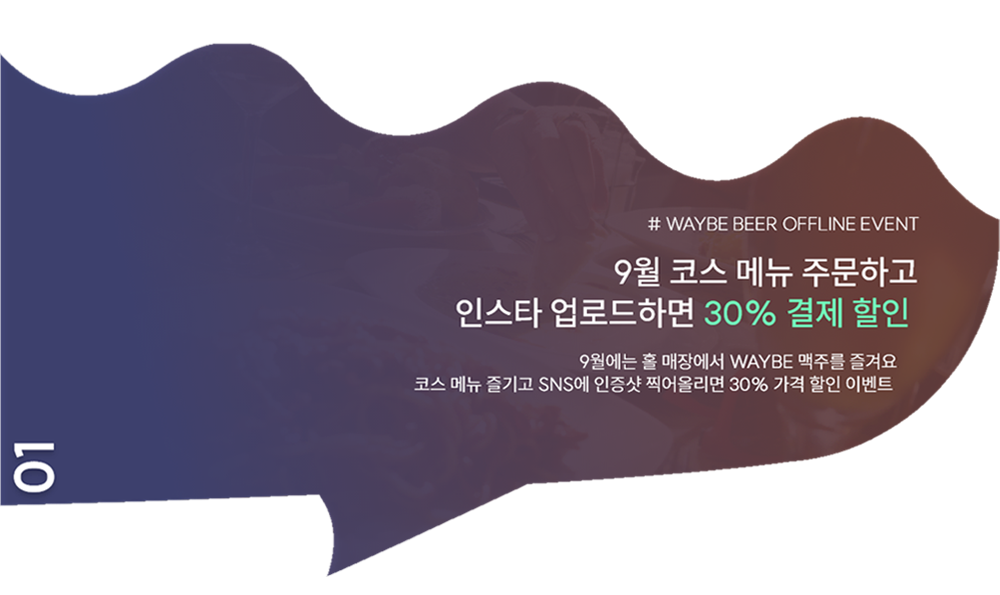 # WAYBE BEER OFFLINE EVENT
9월 코스 메뉴 주문하고
인스타 업로드하면 30% 결제 할인
9월에는 홀 매장에서 WAYBE 맥주를 즐겨요
코스 메뉴 즐기고 SNS에 인증샷 찍어올리면 30% 가격 할인 이벤트
01